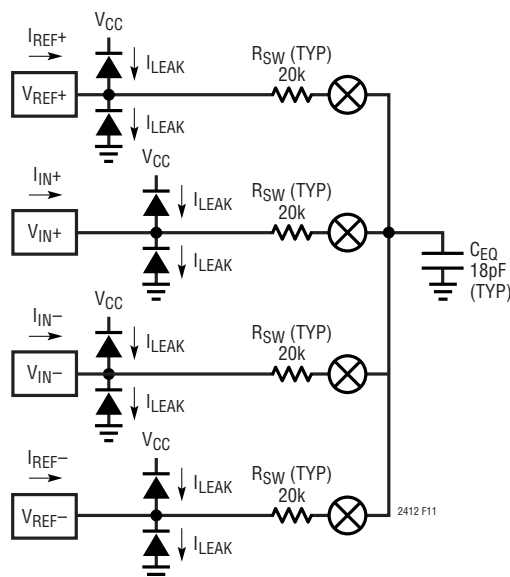 VCC
IREF+
ILEAK
RSW (TYP)
20k
VREF+
ILEAK
VCC
IIN+
ILEAK
RSW (TYP)
20k
VIN+
ILEAK
CEQ
18pF
(TYP)
VCC
IIN−
ILEAK
RSW (TYP)
20k
VIN−
ILEAK
VCC
IREF−
ILEAK
RSW (TYP)
20k
VREF−
2412 F11
ILEAK